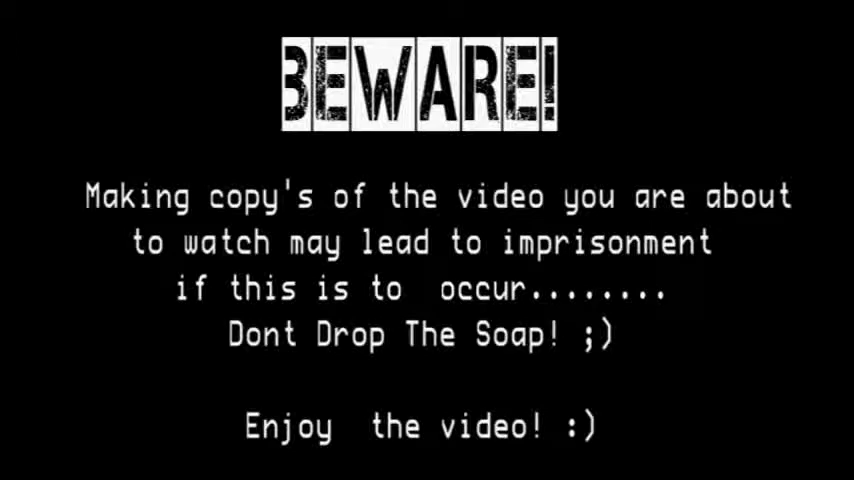 BEWARE!
Making copy's of the video you are about
to watch may lead to imprisonment
if this is to occur........
Dont Drop The Soap! ;)
Enjoy the video! :)